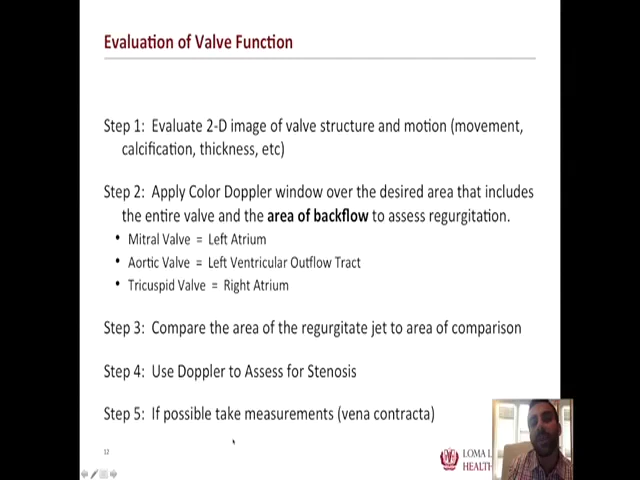 Evaluation of Valve Function
Step 1: Evaluate 2-D image of valve structure and motion (movement,
calcification, thickness, etc)
Step 2: Apply Color Doppler window over the desired area that includes
the entire valve and the area of backflow to assess regurgitation.
• Mitral Valve = Left Atrium
• Aortic Valve = Left Ventricular Outflow Tract
• Tricuspid Valve = Right Atrium
Step 3: Compare the area of the regurgitate jet to area of comparison
Step 4: Use Doppler to Assess for Stenosis
Step 5: If possible take measurements (vena contracta)
12
LOMA L
HEALTH